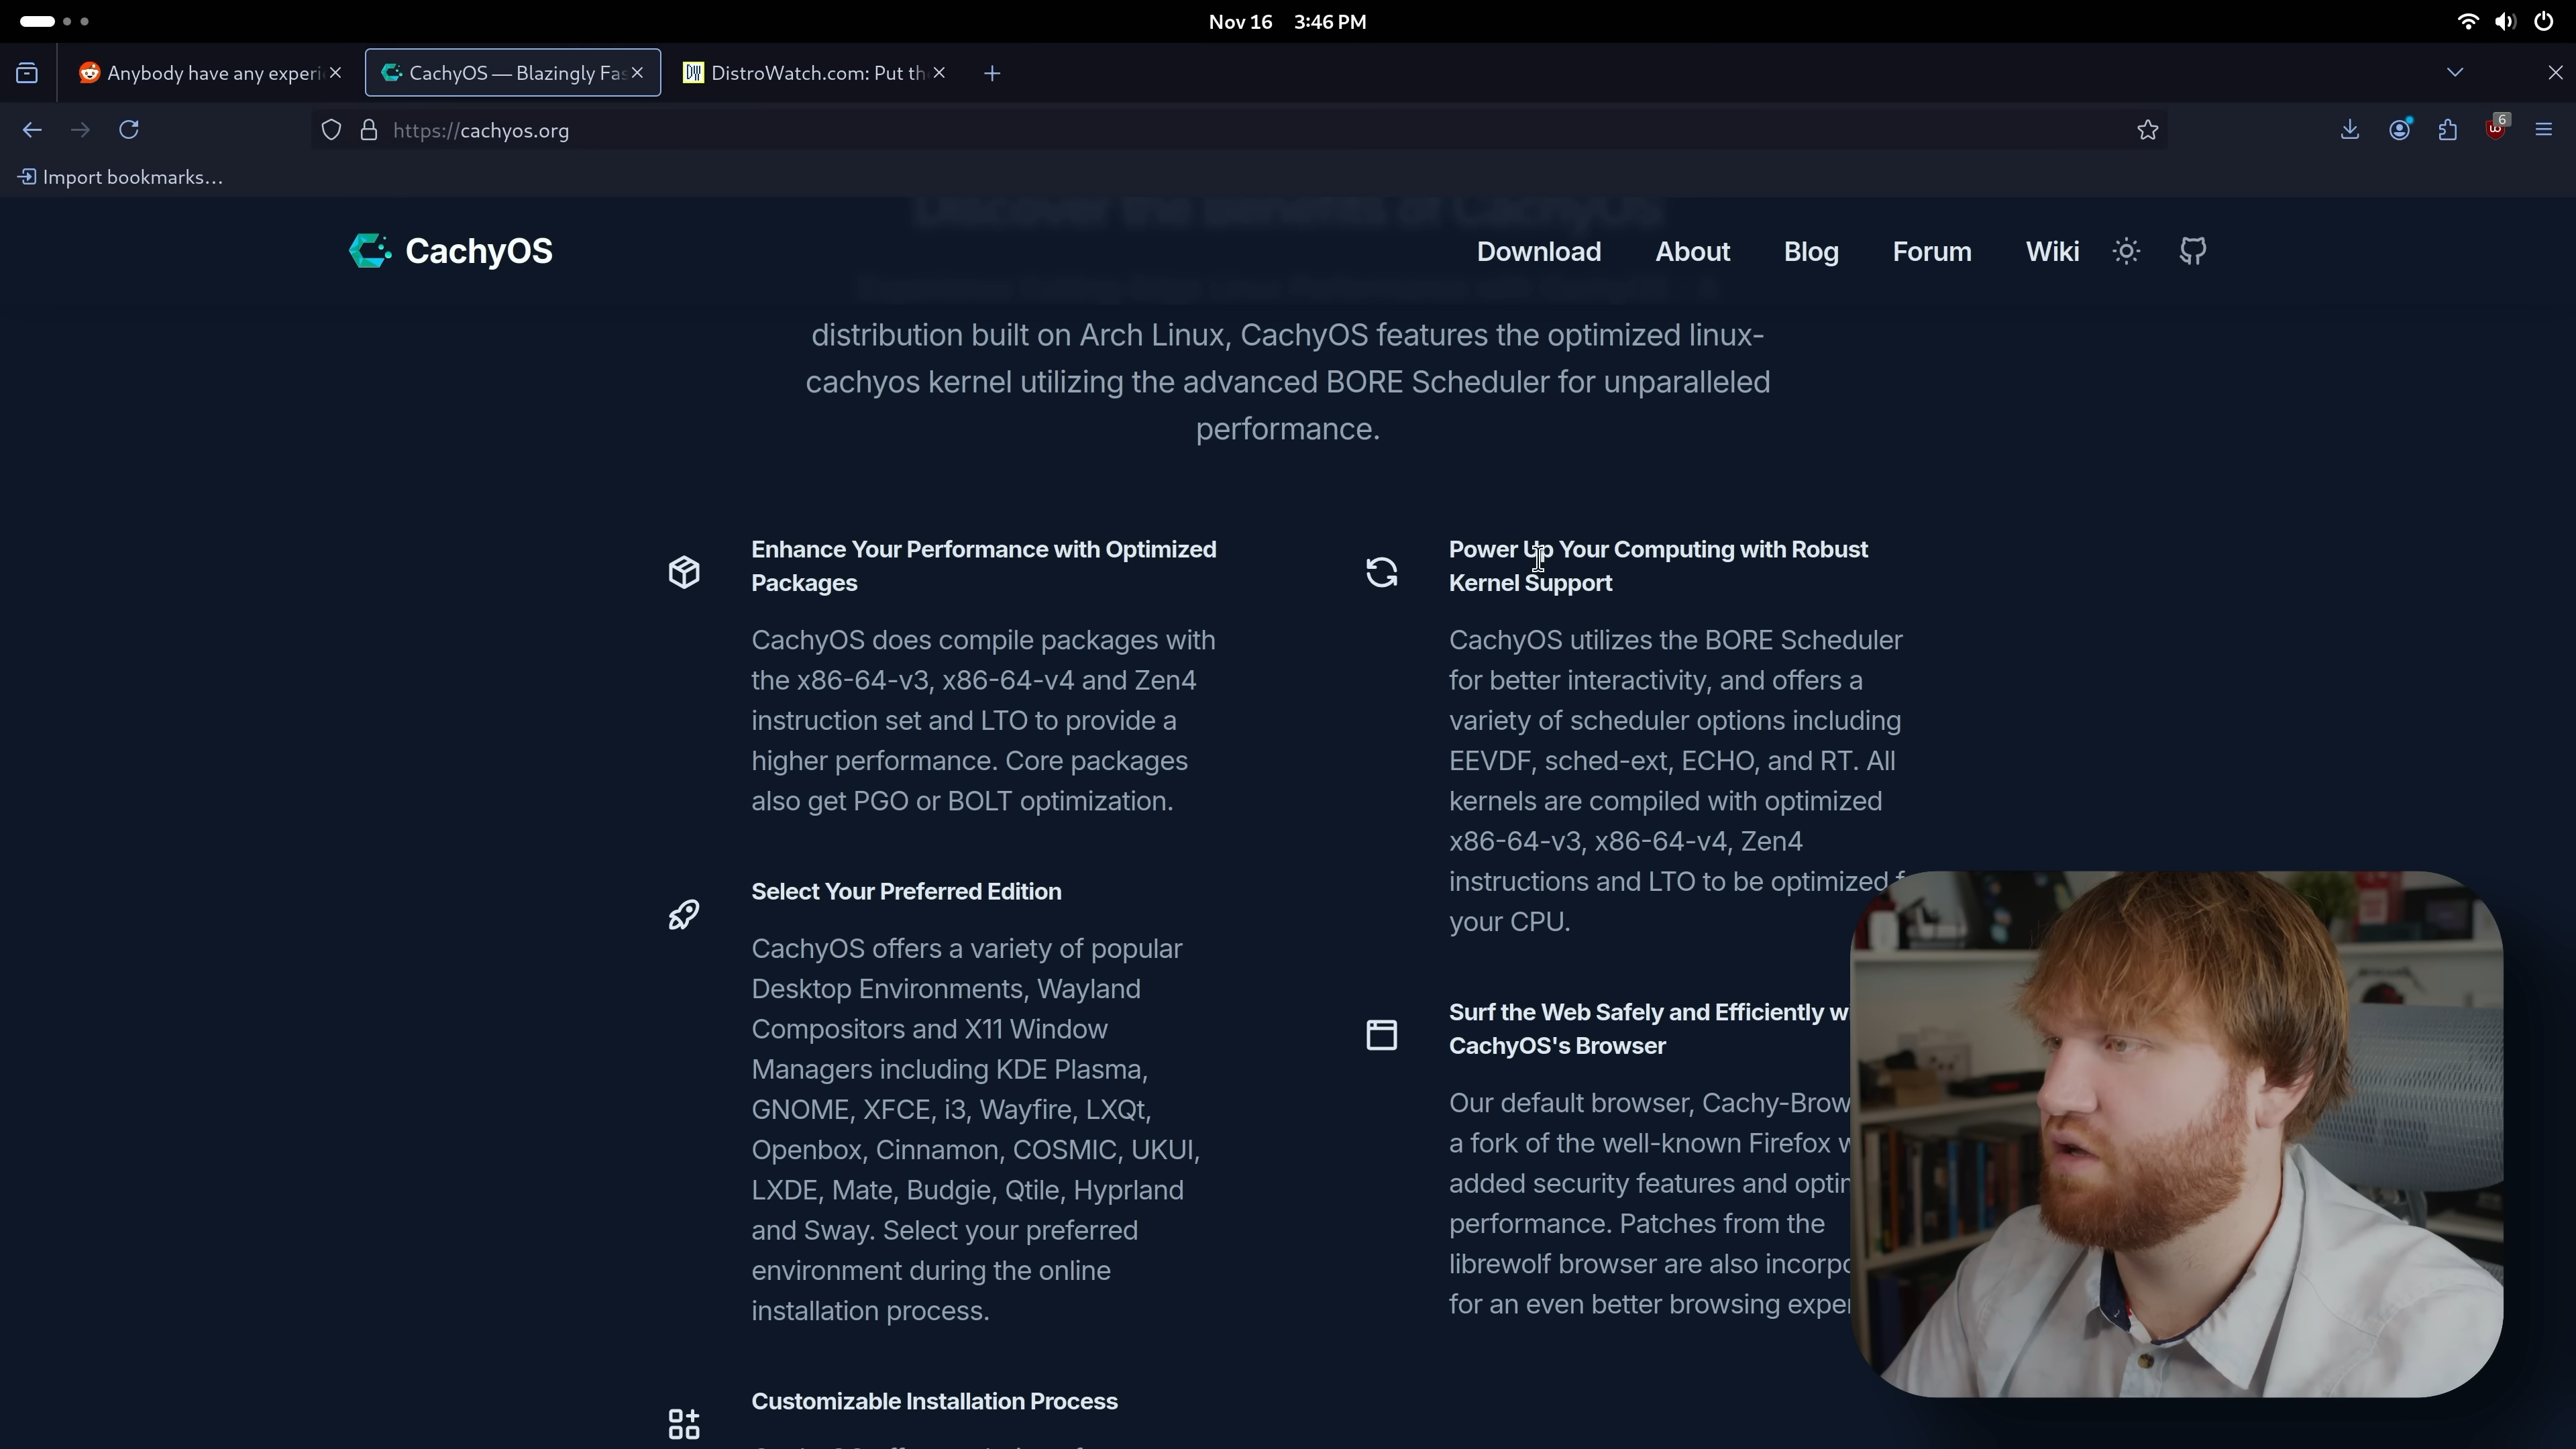 Nov 16 3:46 PM
Anybody have any experi
CachyOS — Blazingly Fas
DistroWatch.com: Put th
https://cachyos.org
6
Import bookmarks...
Discover the Benefits of CachyOS
CachyOS
Download
About
Blog
Forum
Wiki
distribution built on Arch Linux, CachyOS features the optimized linux-
cachyos kernel utilizing the advanced BORE Scheduler for unparalleled
performance.
Enhance Your Performance with Optimized
Packages
CachyOS does compile packages with
the x86-64-v3, x86-64-v4 and Zen4
instruction set and LTO to provide a
higher performance. Core packages
also get PGO or BOLT optimization.
Select Your Preferred Edition
CachyOS offers a variety of popular
Desktop Environments, Wayland
Compositors and X11 Window
Managers including KDE Plasma,
GNOME, XFCE, i3, Wayfire, LXQt,
Openbox, Cinnamon, COSMIC, UKUI,
LXDE, Mate, Budgie, Qtile, Hyprland
and Sway. Select your preferred
environment during the online
installation process.
Customizable Installation Process
Power Up Your Computing with Robust
Kernel Support
CachyOS utilizes the BORE Scheduler
for better interactivity, and offers a
variety of scheduler options including
EEVDF, sched-ext, ECHO, and RT. All
kernels are compiled with optimized
x86-64-v3, x86-64-v4, Zen4
instructions and LTO to be optimized f
your CPU.
Surf the Web Safely and Efficiently w
CachyOS's Browser
Our default browser, Cachy-Brow
a fork of the well-known Firefox w
added security features and optim
performance. Patches from the
librewolf browser are also incorpo
for an even better browsing exper